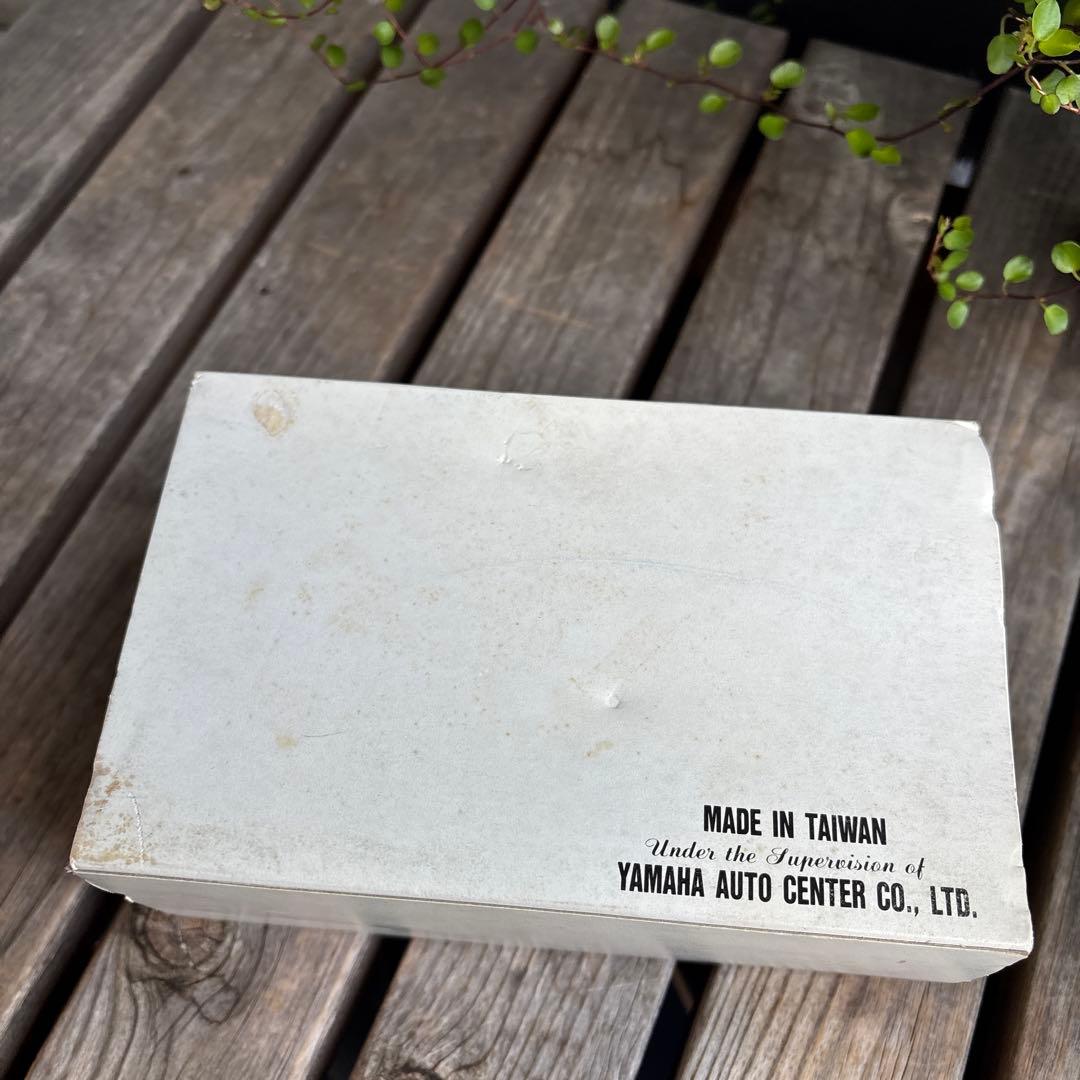 MADE IN TAIWAN
Under the Supervision of
YAMAHA AUTO CENTER CO., LTD.